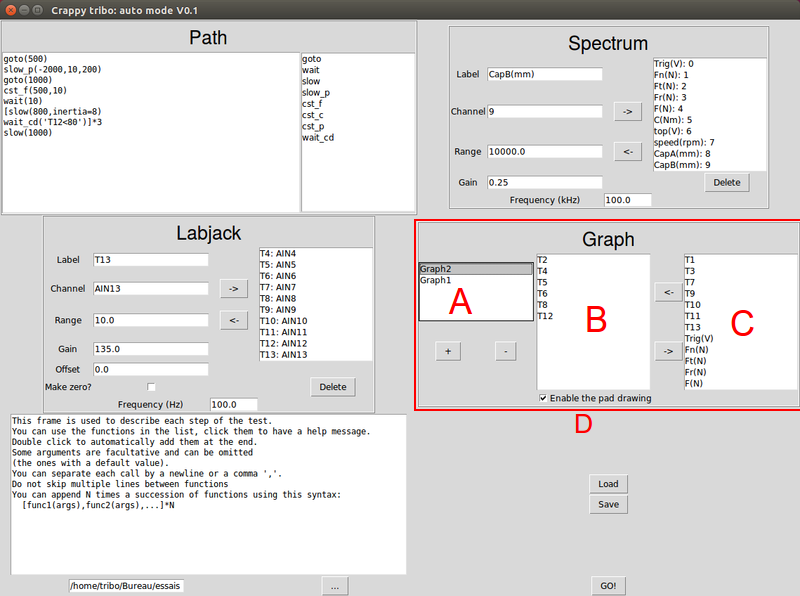 Crappy tribo: auto mode V0.1
Path
goto(500)
slow_p(-2000,10,200)
goto(1000)
cst_f(500,10)
wait(10)
[slow(800,inertia=8)
wait_cd('T12<80')]*3
slow(1000)
goto
wait
slow
slow_p
cst_f
cst_c
cst_p
wait_cd
Spectrum
Label CapB(mm)
Channel 9 ->
Range 10000.0 <-
Gain 0.25
Trig(V): 0
Fn(N): 1
Ft(N): 2
Fr(N): 3
F(N): 4
C(Nm): 5
top(V): 6
speed(rpm): 7
CapA(mm): 8
CapB(mm): 9
Delete
Frequency (kHz) 100.0
Labjack
Label T13
Channel AIN13 ->
Range 10.0 <-
Gain 135.0
Offset 0.0
Make zero?
T4: AIN4
T5: AIN5
T6: AIN6
T7: AIN7
T8: AIN8
T9: AIN9
T10: AIN10
T11: AIN11
T12: AIN12
T13: AIN13
Delete
Frequency (Hz) 100.0
Graph
Graph2
Graph1
A
+ -
T2
T4
T5
T6
T8
T12
B
<-
->
T1
T3
T7
T9
T10
T11
T13
Trig(V)
Fn(N)
Ft(N)
Fr(N)
F(N)
C
Enable the pad drawing
D
This frame is used to describe each step of the test.
You can use the functions in the list, click them to have a help message.
Double click to automatically add them at the end.
Some arguments are facultative and can be omitted
(the ones with a default value).
You can separate each call by a newline or a comma ','.
Do not skip multiple lines between functions
You can append N times a succession of functions using this syntax:
[func1(args),func2(args),...]*N
Load
Save
/home/tribo/Bureau/essais ...
GO!